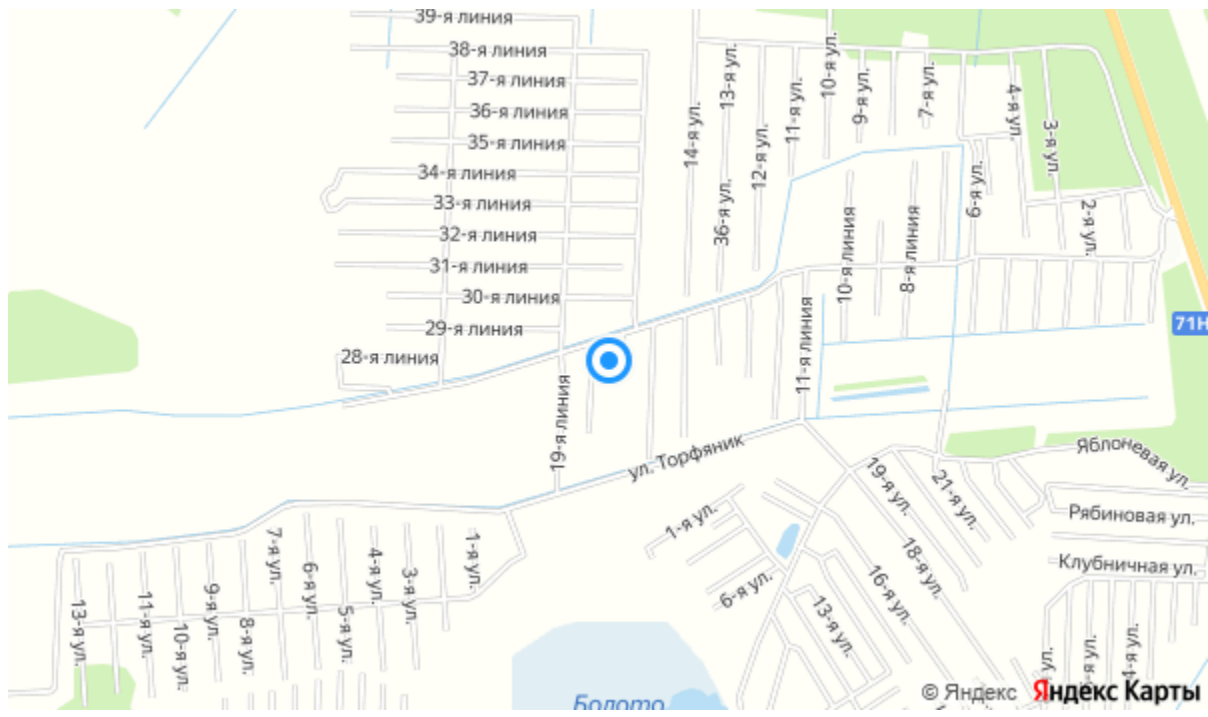 39-я линия
38-я линия
37-я линия
36-я линия
35-я линия
34-я линия
33-я линия
32-я линия
31-я линия
30-я линия
29-я линия
28-я линия
19-я линия
14-я ул.
13-я ул.
36-я ул.
12-я ул.
11-я ул.
10-я ул.
9-я ул.
7-я ул.
4-я ул.
3-я ул.
6-я ул.
2-я ул.
10-я линия
8-я линия
11-я линия
71Н
ул. Торфяник
Яблоневая ул.
Рябиновая ул.
Клубничная ул.
19-я ул.
21-я ул.
18-я ул.
16-я ул.
13-я ул.
1-я ул.
6-я ул.
1-я ул.
3-я ул.
4-я ул.
5-я ул.
6-я ул.
7-я ул.
8-я ул.
9-я ул.
10-я ул.
11-я ул.
13-я ул.
Болото
4-я ул.
© Яндекс Яндекс Карты